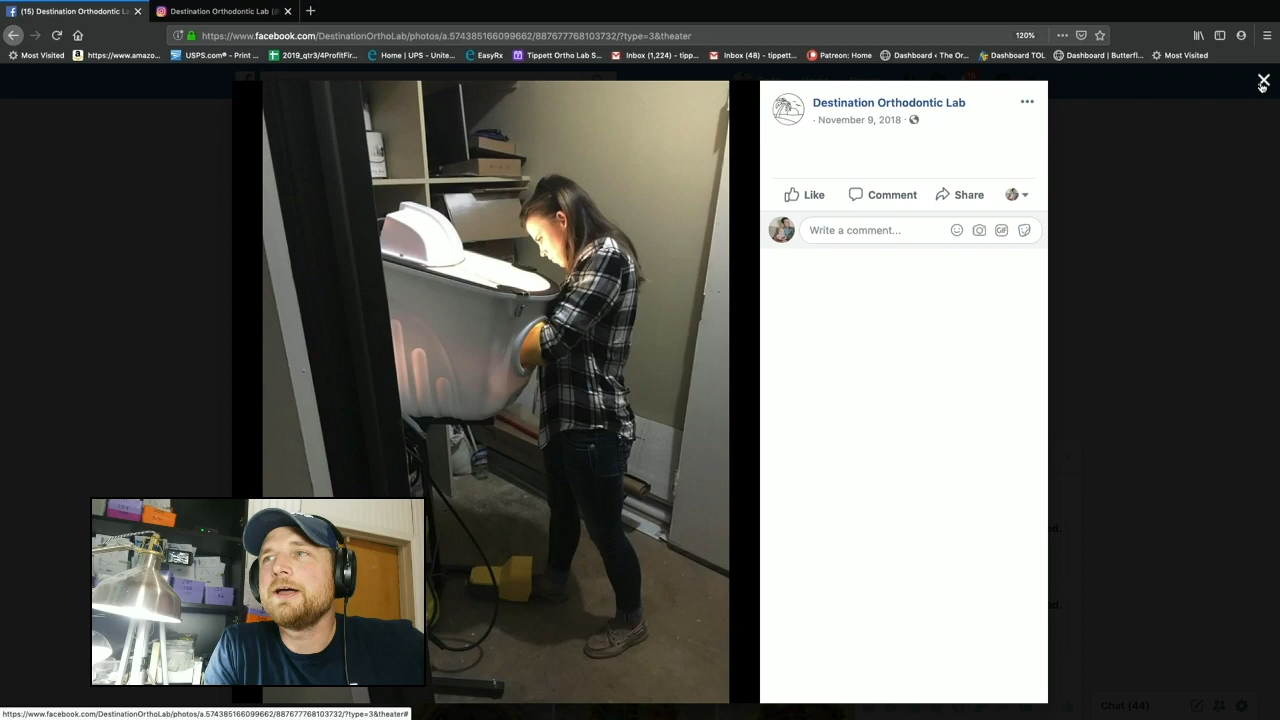 (15) Destination Orthodontic La
Destination Orthodontic Lab (@
https://www.facebook.com/DestinationOrthoLab/photos/a.574385166099662/887677768103732/?type=3&theater
120%
Most Visited
https://www.amazo...
USPS.com® - Print ...
2019_qtr3/4ProfitFir...
Home | UPS - Unite...
EasyRx
Tippett Ortho Lab S...
Inbox (1,224) - tipp...
Inbox (48) - tippett...
Patreon: Home
Dashboard ‹ The Or...
Dashboard TOL
Dashboard | Butterfl...
Most Visited
Destination Orthodontic Lab
· November 9, 2018 ·
Like
Comment
Share
Write a comment...
GIF
ed.
ed.
Chat (44)
https://www.facebook.com/DestinationOrthoLab/photos/a.574385166099662/887677768103732/?type=3&theater#